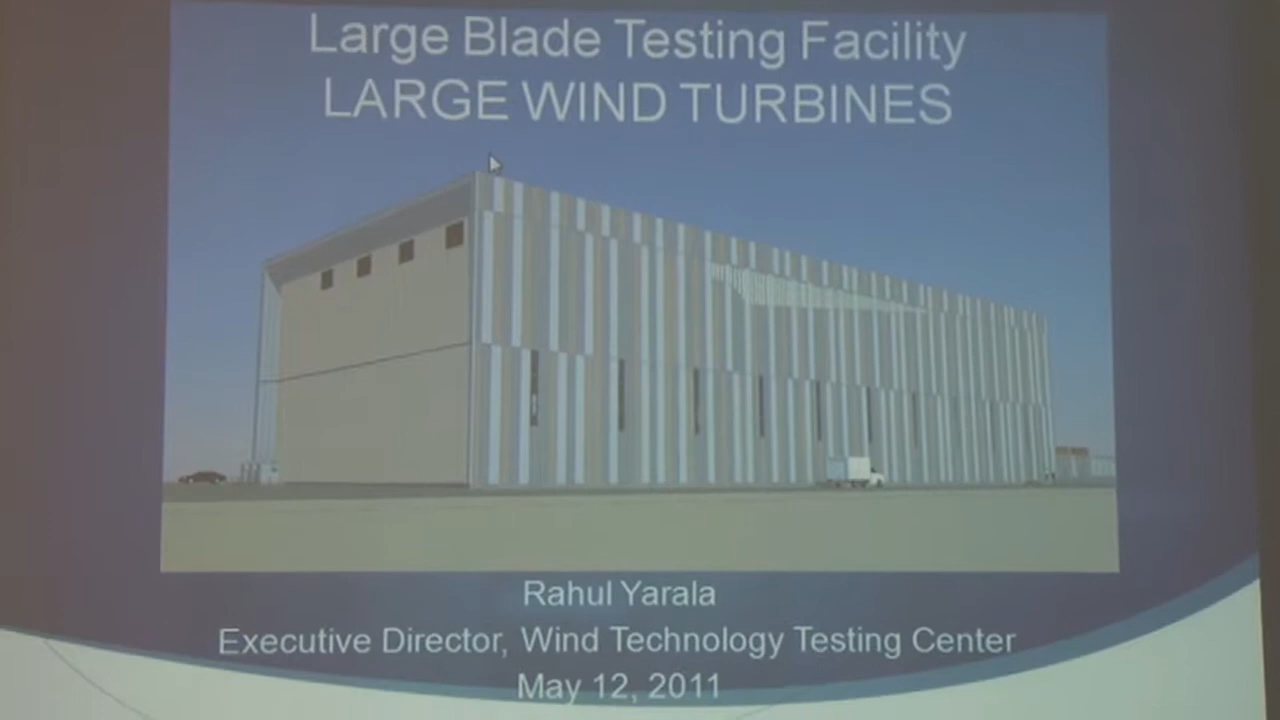 Large Blade Testing Facility
LARGE WIND TURBINES
Rahul Yarala
Executive Director, Wind Technology Testing Center
May 12, 2011